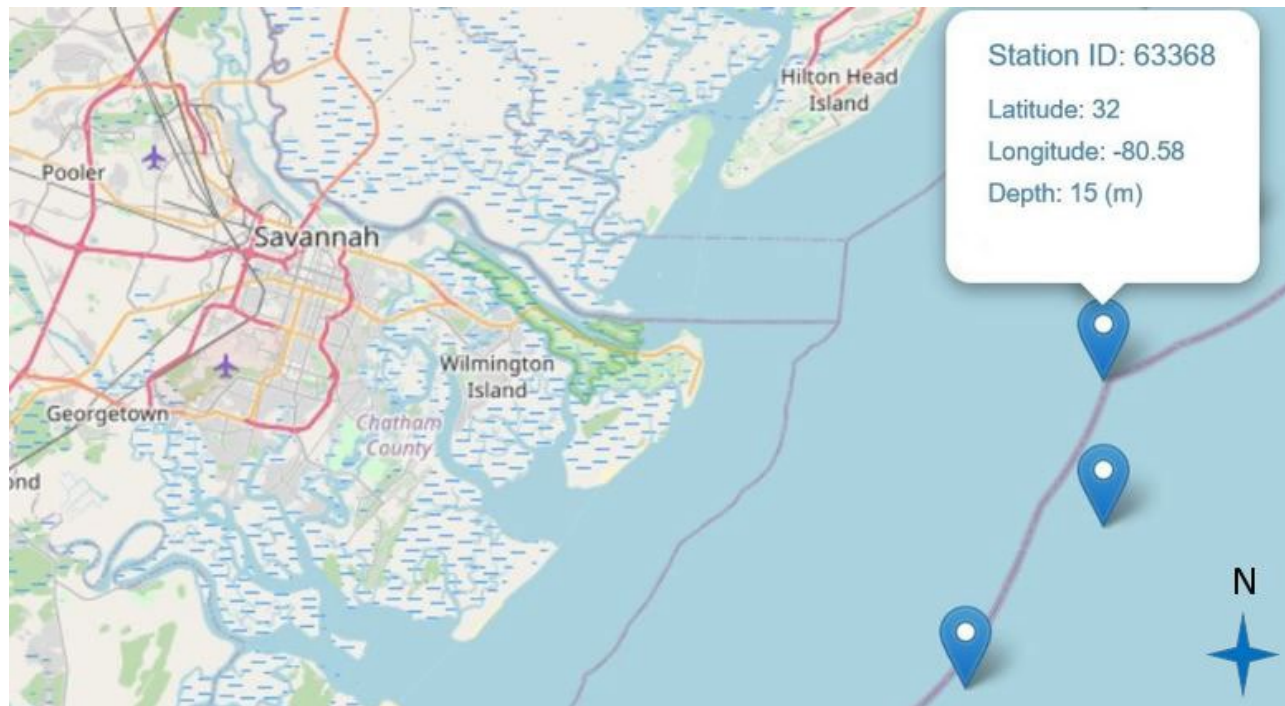 Station ID: 63368
Latitude: 32
Longitude: -80.58
Depth: 15 (m)
Hilton Head
Island
Pooler
Savannah
Wilmington
Island
Georgetown
Chatham
County
ond
N